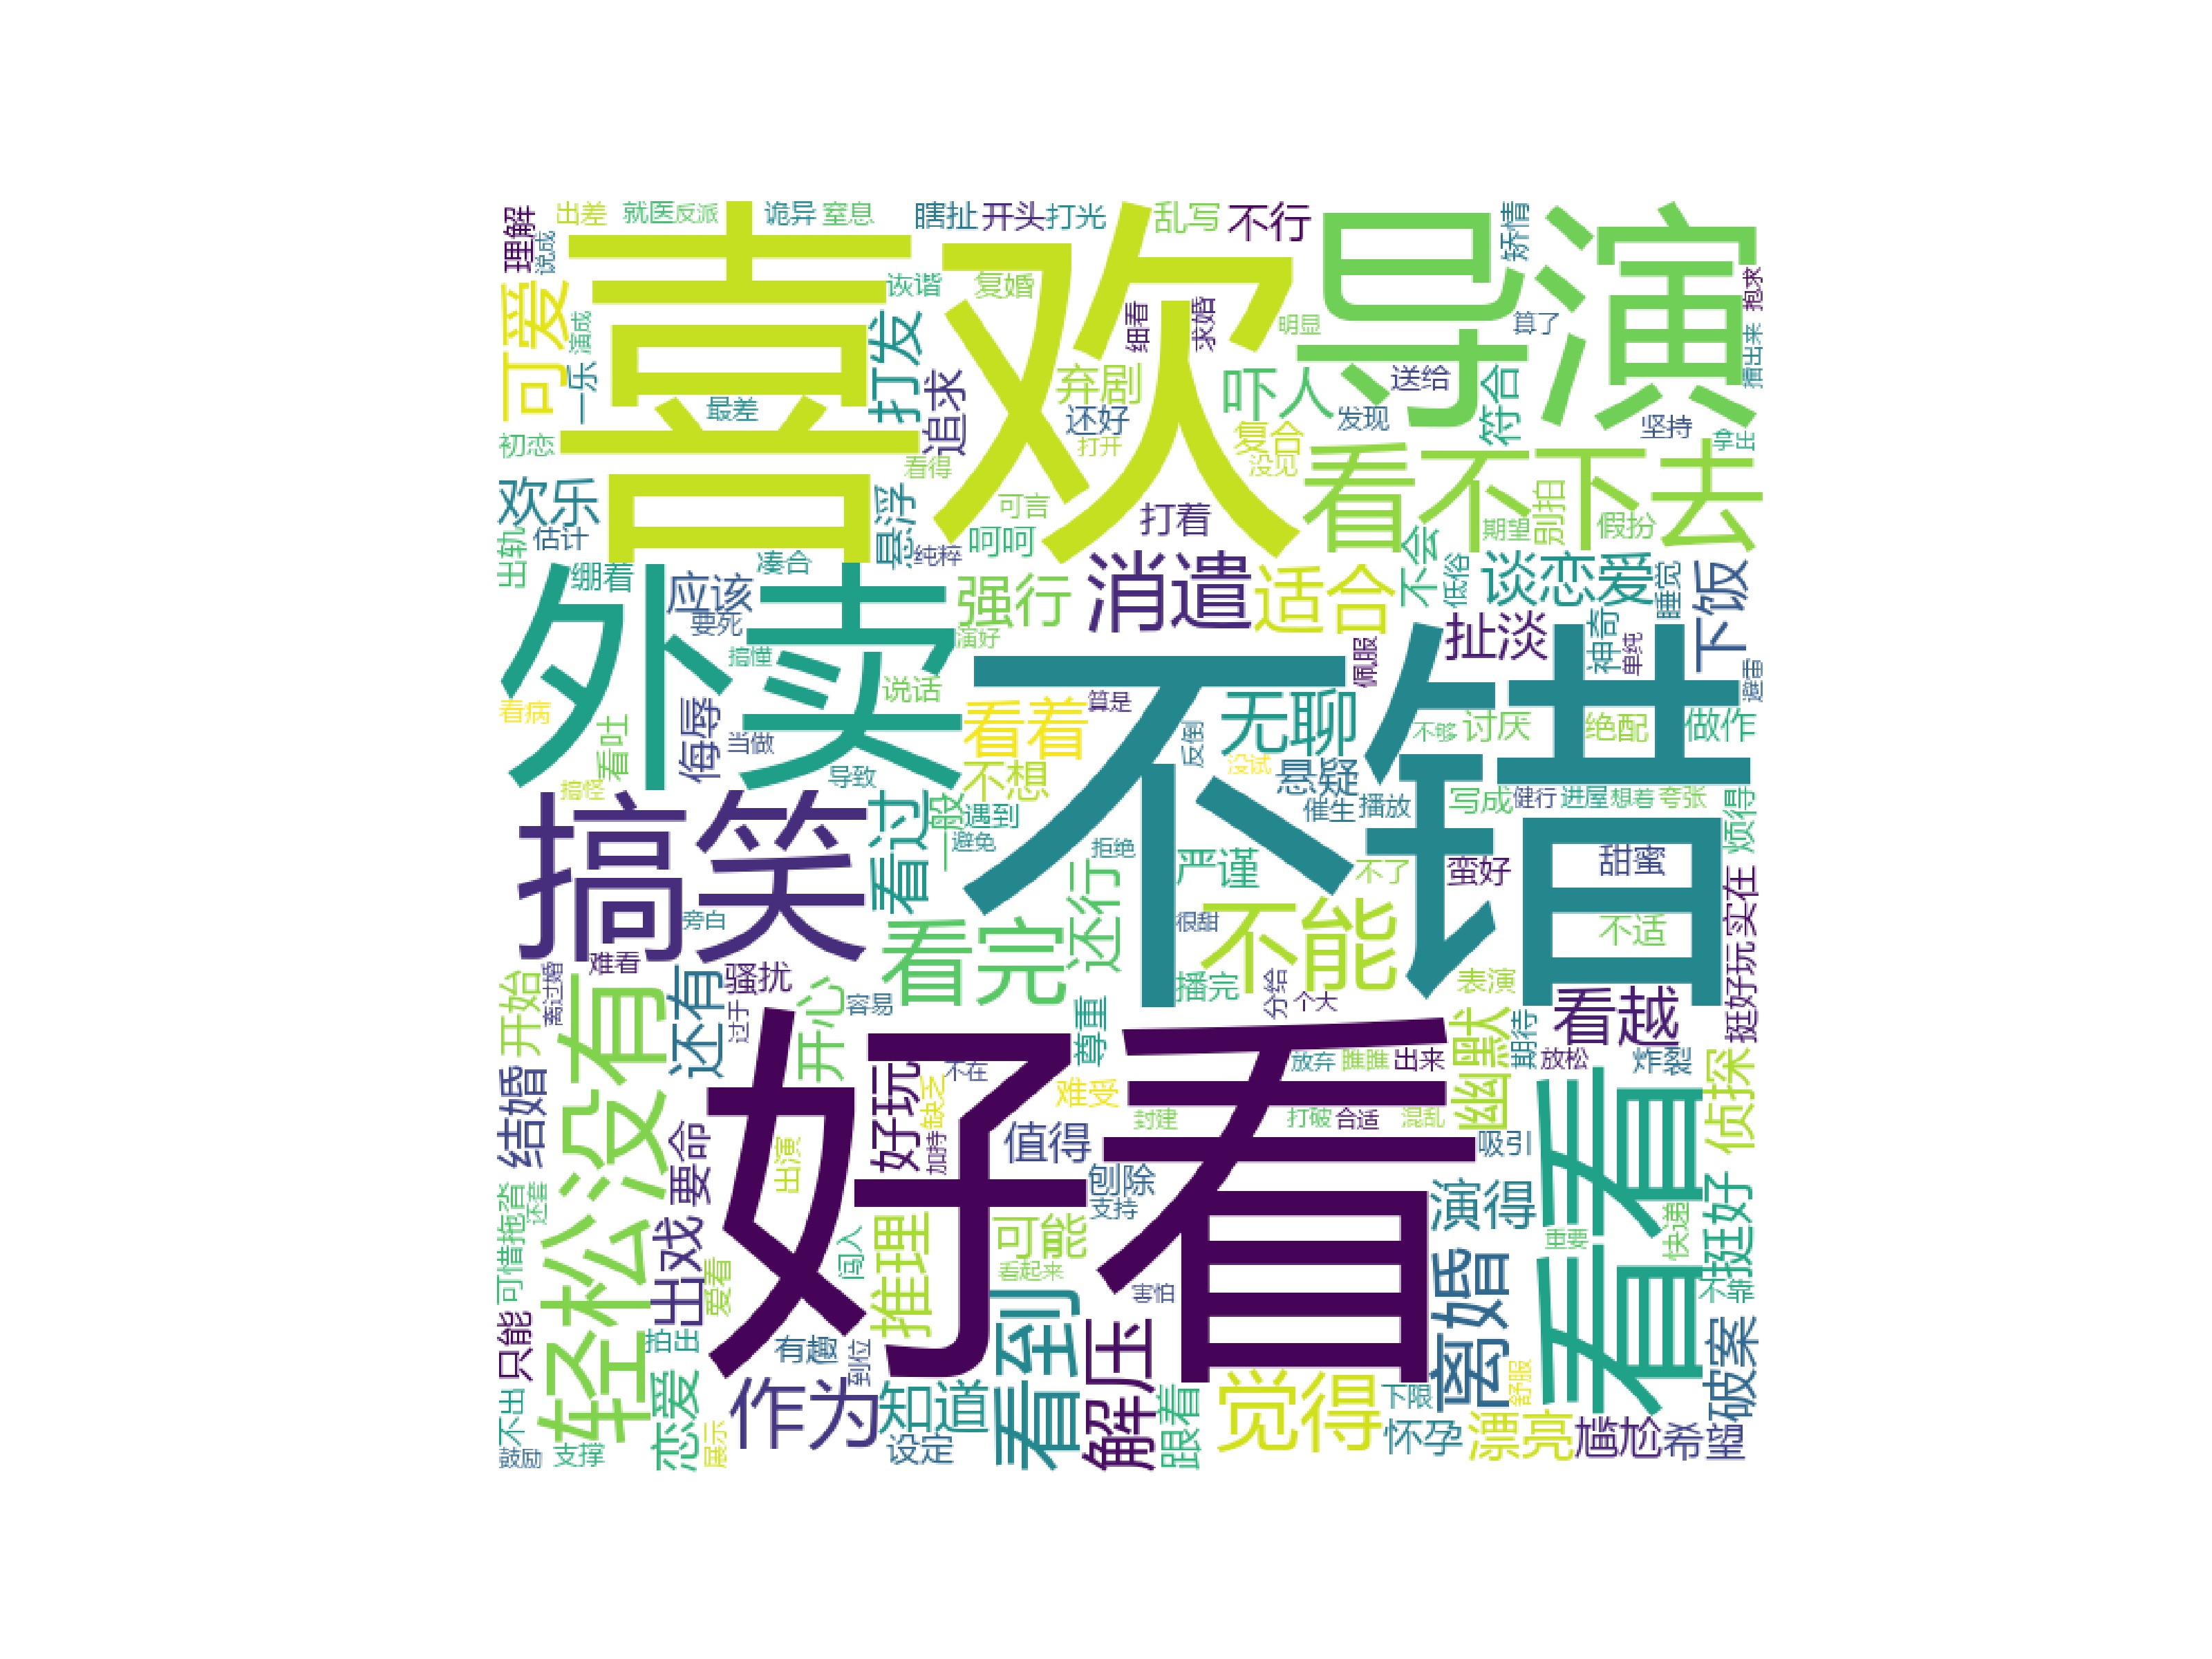 喜欢
不错
好看
导演
外卖
看看
搞笑
看不下去
轻松
没有
理解
说成
出差
就医
反派
诡异
窒息
瞎扯
开头
打光
乱写
不行
矫情
抱求
可爱
演成
一乐
最差
打发
诙谐
复婚
细看
求婚
明显
算了
追求
弃剧
还好
打开
吓人
复合
没见
送给
发现
符合
坚持
拿出
初恋
看得
欢乐
估计
出轨
绷着
凑合
悬浮
纯粹
可言
呵呵
打着
期望
别拍
假扮
应该
要死
搞懂
强行
演好
消遣
适合
不会
低俗
谈恋爱
睡觉
下饭
扯淡
神奇
单纯
避雷
佩服
看病
看吐
侮辱
当做
说话
搞怪
导致
看着
算是
不想
反倒
无聊
没试
悬疑
不够
讨厌
绝配
做作
看过
一般
遇到
避免
催生
播放
写成
健行
进屋
想着
夸张
烦得
拒绝
严谨
不了
蛮好
甜蜜
实在
旁白
看完
还行
很甜
不能
不适
挺好玩
难看
骚扰
离过婚
开始
还有
过于
开心
容易
尊重
播完
分给
个大
表演
期待
看越
结婚
好玩
不在
缺乏
加持
难受
封建
放弃
瞧瞧
出来
放松
炸裂
幽默
侦探
打破
合适
混乱
要命
出演
值得
刨除
支持
吸引
可惜
拖沓
还套
出戏
爱看
闯入
推理
可能
看起来
害怕
演得
重要
快递
挺好
不靠
只能
拍出
有趣
到位
看到
解压
离婚
破案
不出
鼓励
支撑
恋爱
展示
作为
知道
设定
跟着
觉得
下限
怀孕
舒服
漂亮
尴尬
希望